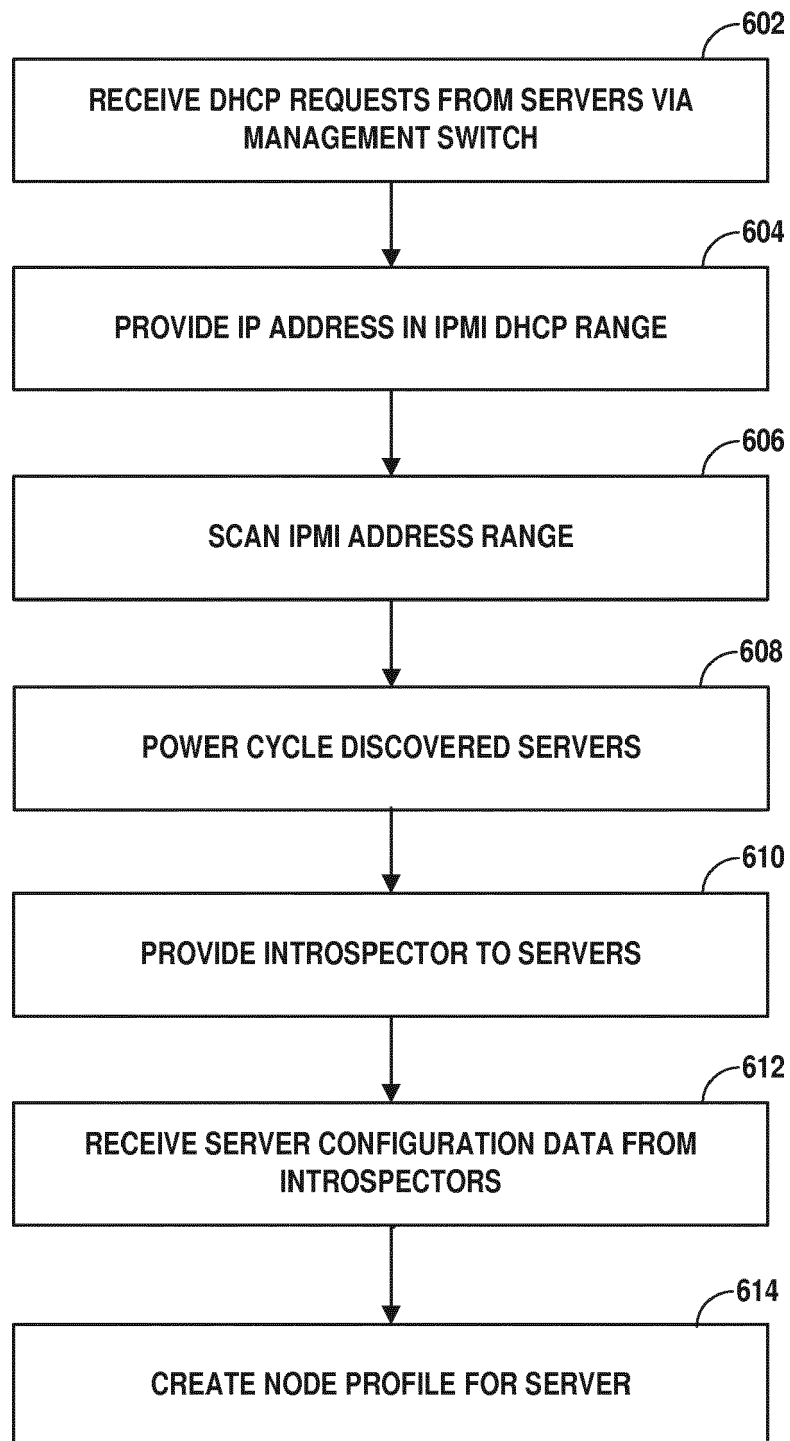 602
RECEIVE DHCP REQUESTS FROM SERVERS VIA
MANAGEMENT SWITCH
604
PROVIDE IP ADDRESS IN IPMI DHCP RANGE
606
SCAN IPMI ADDRESS RANGE
608
POWER CYCLE DISCOVERED SERVERS
610
PROVIDE INTROSPECTOR TO SERVERS
612
RECEIVE SERVER CONFIGURATION DATA FROM
INTROSPECTORS
614
CREATE NODE PROFILE FOR SERVER